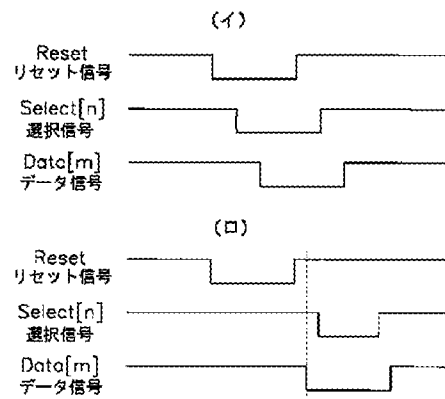 (イ)
Reset
リセット信号
Select[n]
選択信号
Data[m]
データ信号
(ロ)
Reset
リセット信号
Select[n]
選択信号
Data[m]
データ信号